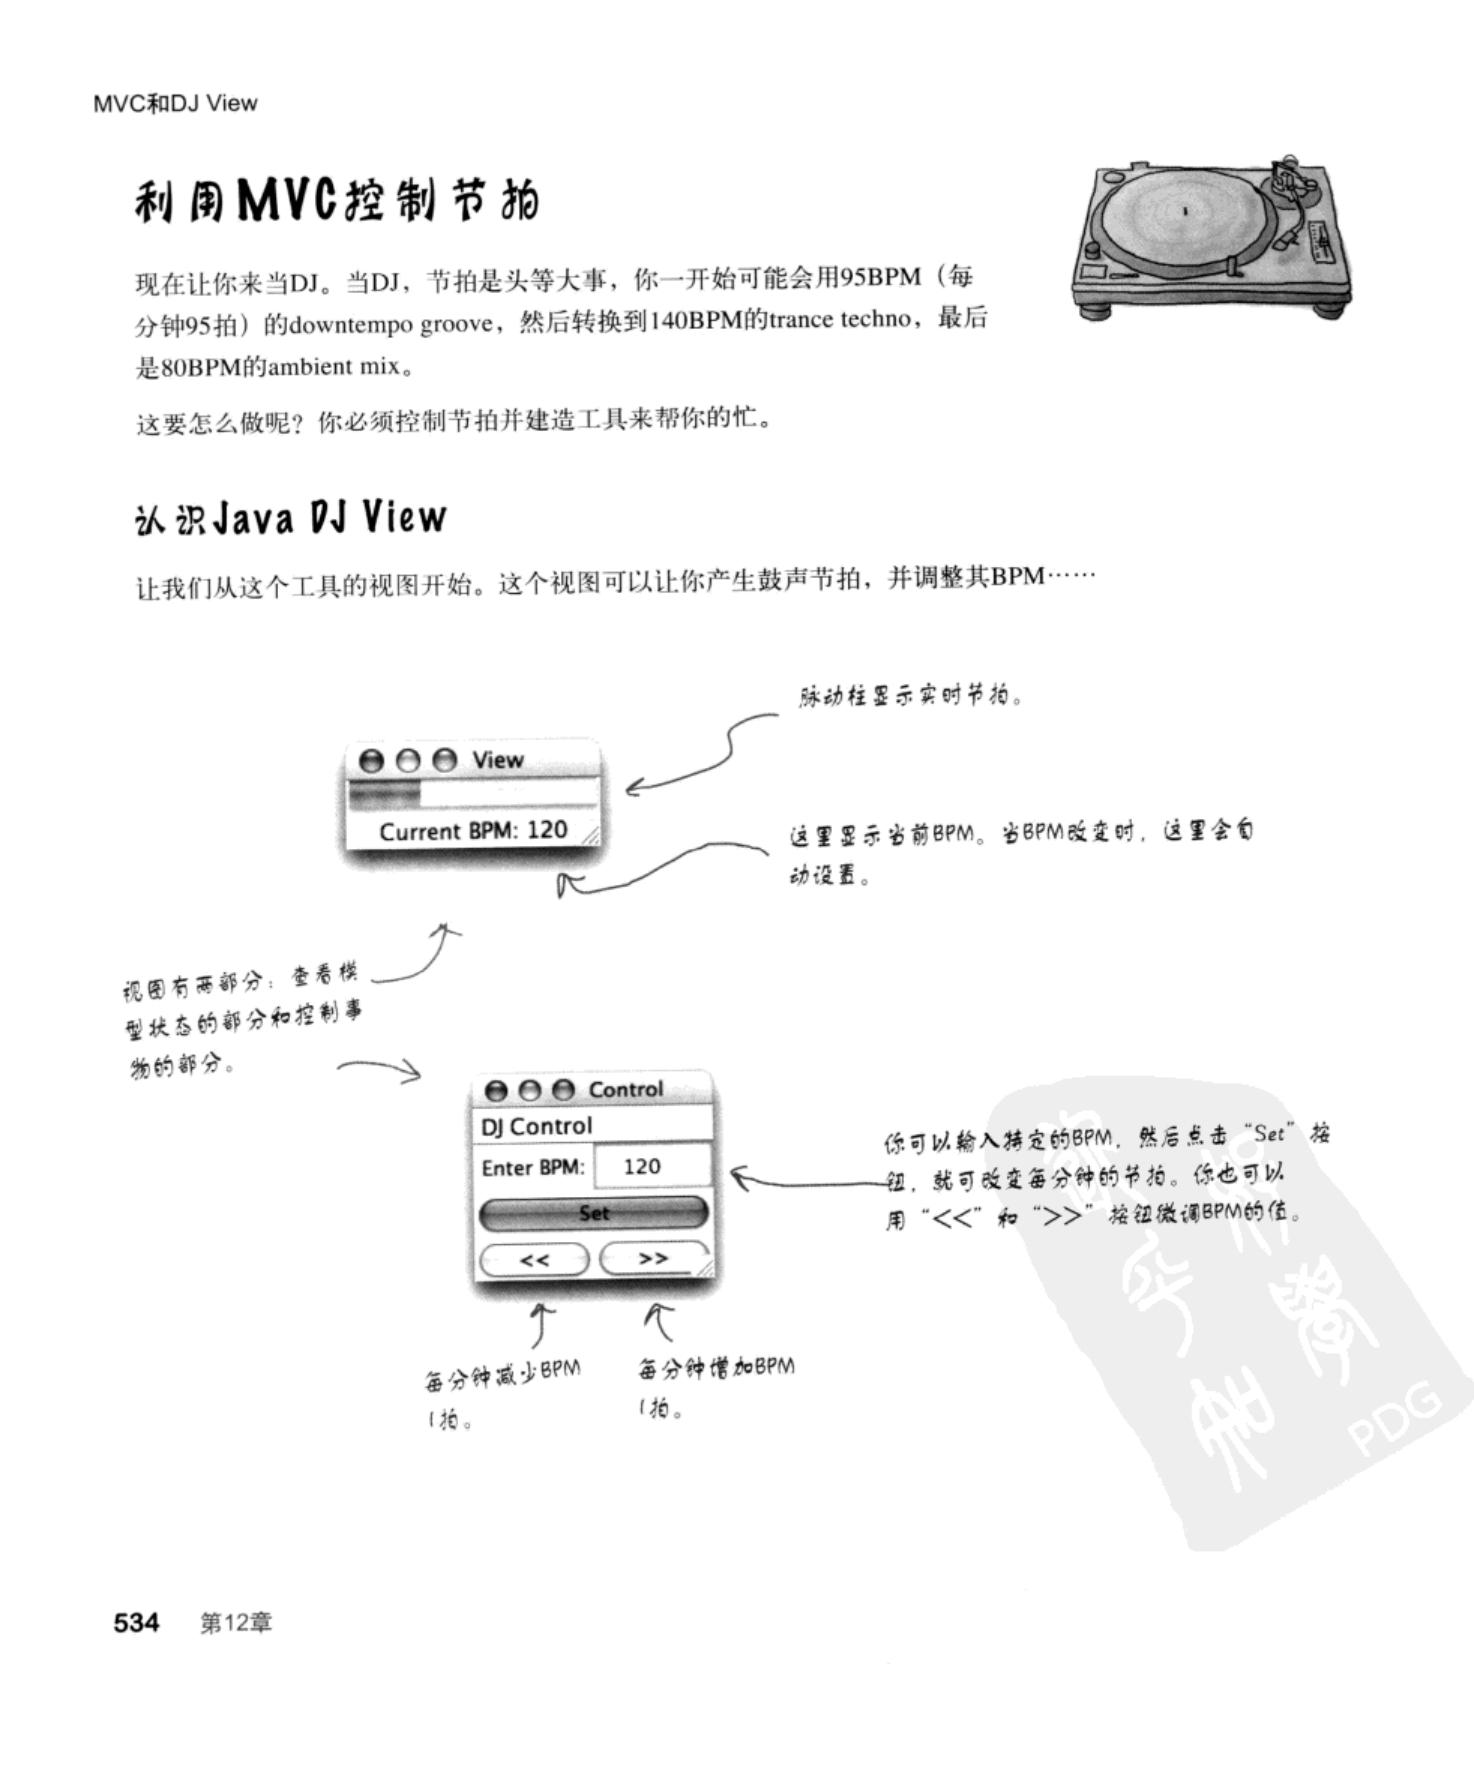 MVC和DJ View
利用MVC控制节拍
现在让你来当DJ。当DJ，节拍是头等大事，你一开始可能会用95BPM（每
分钟95拍）的downtempo groove，然后转换到140BPM的trance techno，最后
是80BPM的ambient mix。
这要怎么做呢？你必须控制节拍并建造工具来帮你的忙。
认识Java DJ View
让我们从这个工具的视图开始。这个视图可以让你产生鼓声节拍，并调整其BPM……
脉动柱显示实时节拍。
View
Current BPM: 120
这里显示当前BPM。当BPM改变时，这里会自
动设置。
视图有两部分：查看模
型状态的部分和控制事
物的部分。
Control
DJ Control
Enter BPM: 120
Set
<< >>
你可以输入特定的BPM，然后点击“Set”按
钮，就可改变每分钟的节拍。你也可以
用“<<”和“>>”按钮微调BPM的值。
每分钟减少BPM
1拍。
每分钟增加BPM
1拍。
PDG
534 第12章